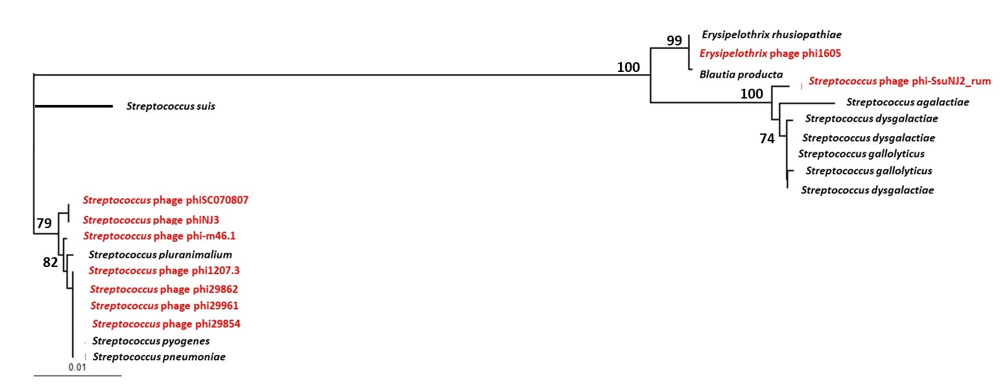 Erysipelothrix rhusiopathiae
99
Erysipelothrix phage phi1605
100
Blautia producta
Streptococcus phage phi-SsuNJ2_rum
100
Streptococcus agalactiae
Streptococcus suis
Streptococcus dysgalactiae
74
Streptococcus dysgalactiae
Streptococcus gallolyticus
Streptococcus gallolyticus
Streptococcus dysgalactiae
Streptococcus phage phiSC070807
79
Streptococcus phage phiNJ3
Streptococcus phage phi-m46.1
Streptococcus pluranimalium
82
Streptococcus phage phi1207.3
Streptococcus phage phi29862
Streptococcus phage phi29961
Streptococcus phage phi29854
Streptococcus pyogenes
Streptococcus pneumoniae
0.01